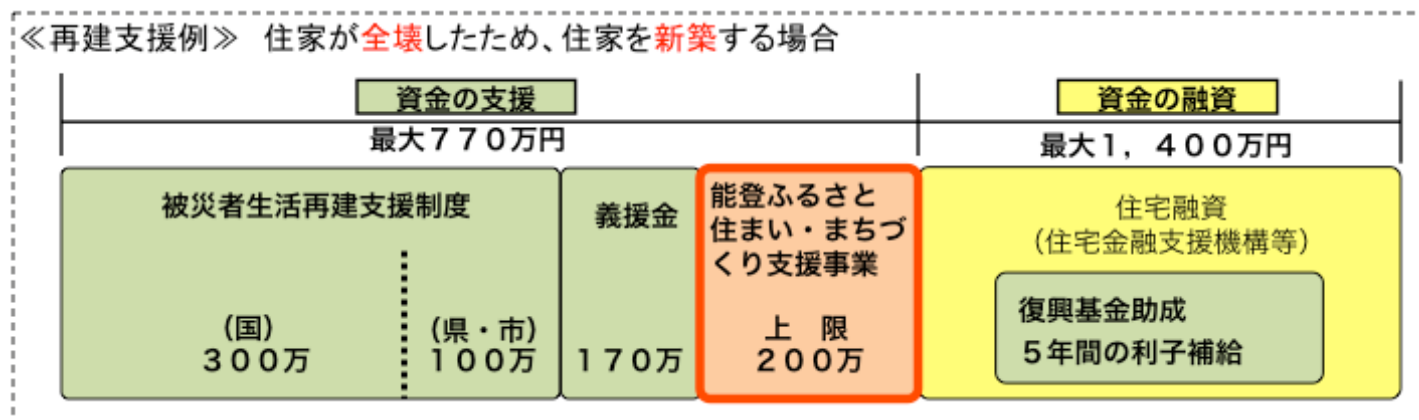 ≪再建支援例≫　住家が全壊したため、住家を新築する場合
資金の支援
最大７７０万円
資金の融資
最大１，４００万円
被災者生活再建支援制度
（国）
３００万
（県・市）
１００万
義援金
１７０万
能登ふるさと
住まい・まちづ
くり支援事業
上　限
２００万
住宅融資
（住宅金融支援機構等）
復興基金助成
５年間の利子補給